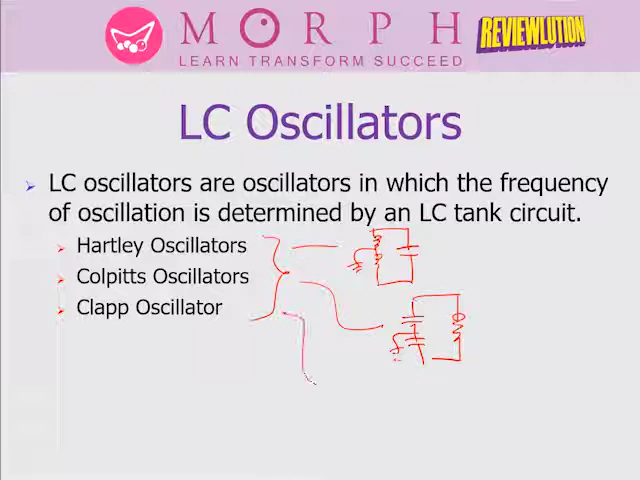 MORPH
LEARN TRANSFORM SUCCEED
REVIEWLUTION
LC Oscillators
LC oscillators are oscillators in which the frequency
of oscillation is determined by an LC tank circuit.
Hartley Oscillators
Colpitts Oscillators
Clapp Oscillator